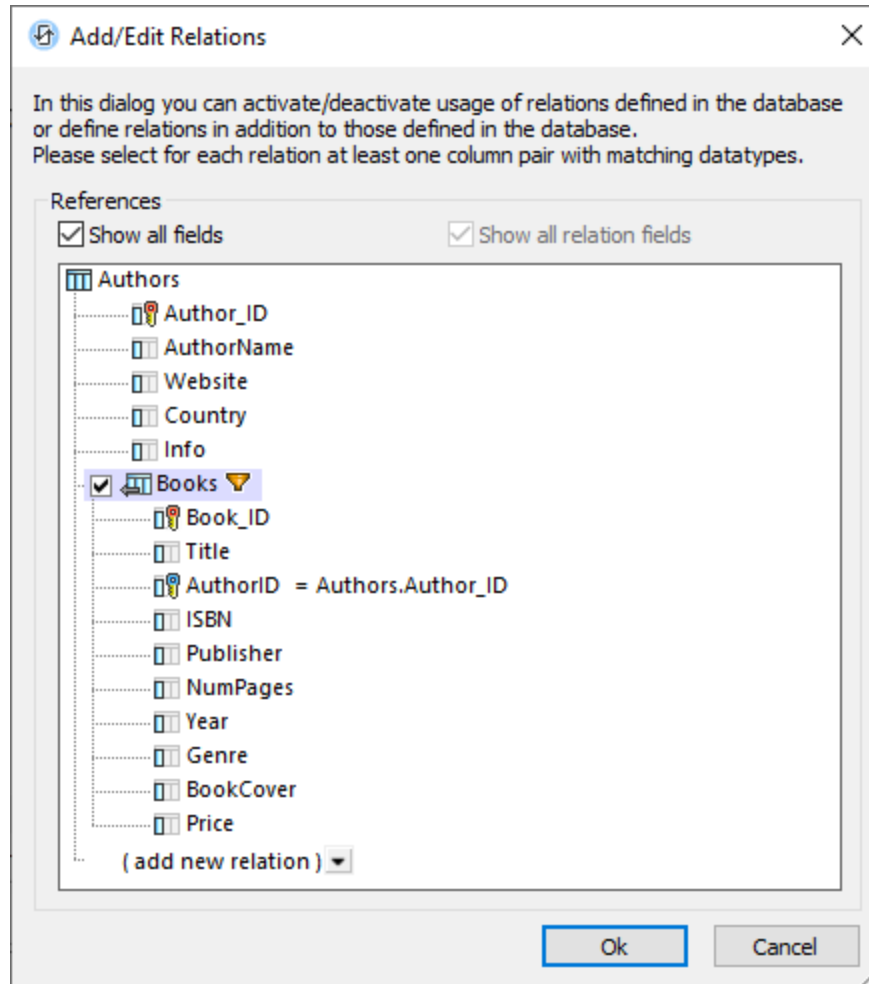 Add/Edit Relations
In this dialog you can activate/deactivate usage of relations defined in the database
or define relations in addition to those defined in the database.
Please select for each relation at least one column pair with matching datatypes.
References
Show all fields Show all relation fields
Authors
Author_ID
AuthorName
Website
Country
Info
Books
Book_ID
Title
AuthorID = Authors.Author_ID
ISBN
Publisher
NumPages
Year
Genre
BookCover
Price
( add new relation )
Ok Cancel